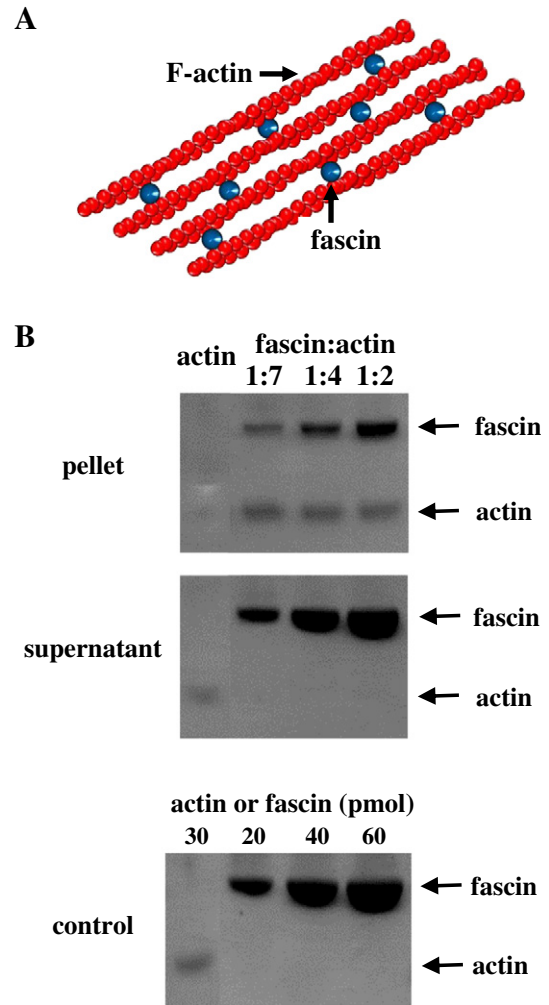 A
F-actin
fascin
B
actin
fascin:actin
1:7 1:4 1:2
pellet
fascin
actin
supernatant
fascin
actin
actin or fascin (pmol)
30 20 40 60
control
fascin
actin